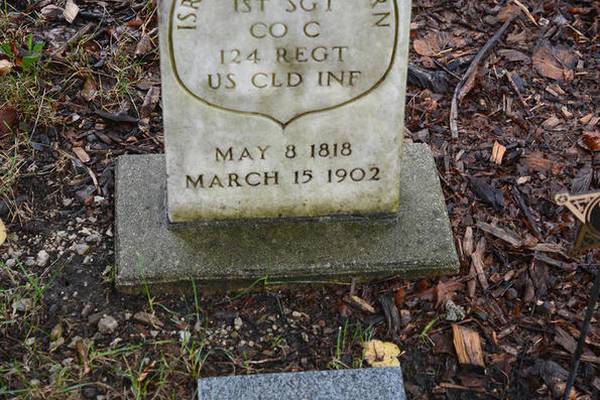 1ST SGT
CO C
124 REGT
US CLD INF
MAY 8 1818
MARCH 15 1902